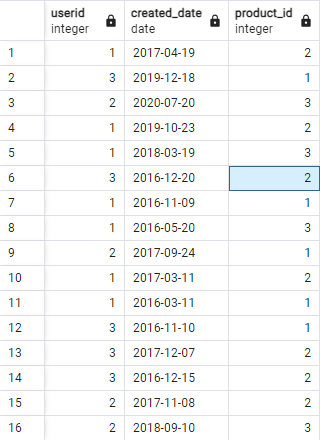 userid created_date product_id
integer date integer
1 1 2017-04-19 2
2 3 2019-12-18 1
3 2 2020-07-20 3
4 1 2019-10-23 2
5 1 2018-03-19 3
6 3 2016-12-20 2
7 1 2016-11-09 1
8 1 2016-05-20 3
9 2 2017-09-24 1
10 1 2017-03-11 2
11 1 2016-03-11 1
12 3 2016-11-10 1
13 3 2017-12-07 2
14 3 2016-12-15 2
15 2 2017-11-08 2
16 2 2018-09-10 3